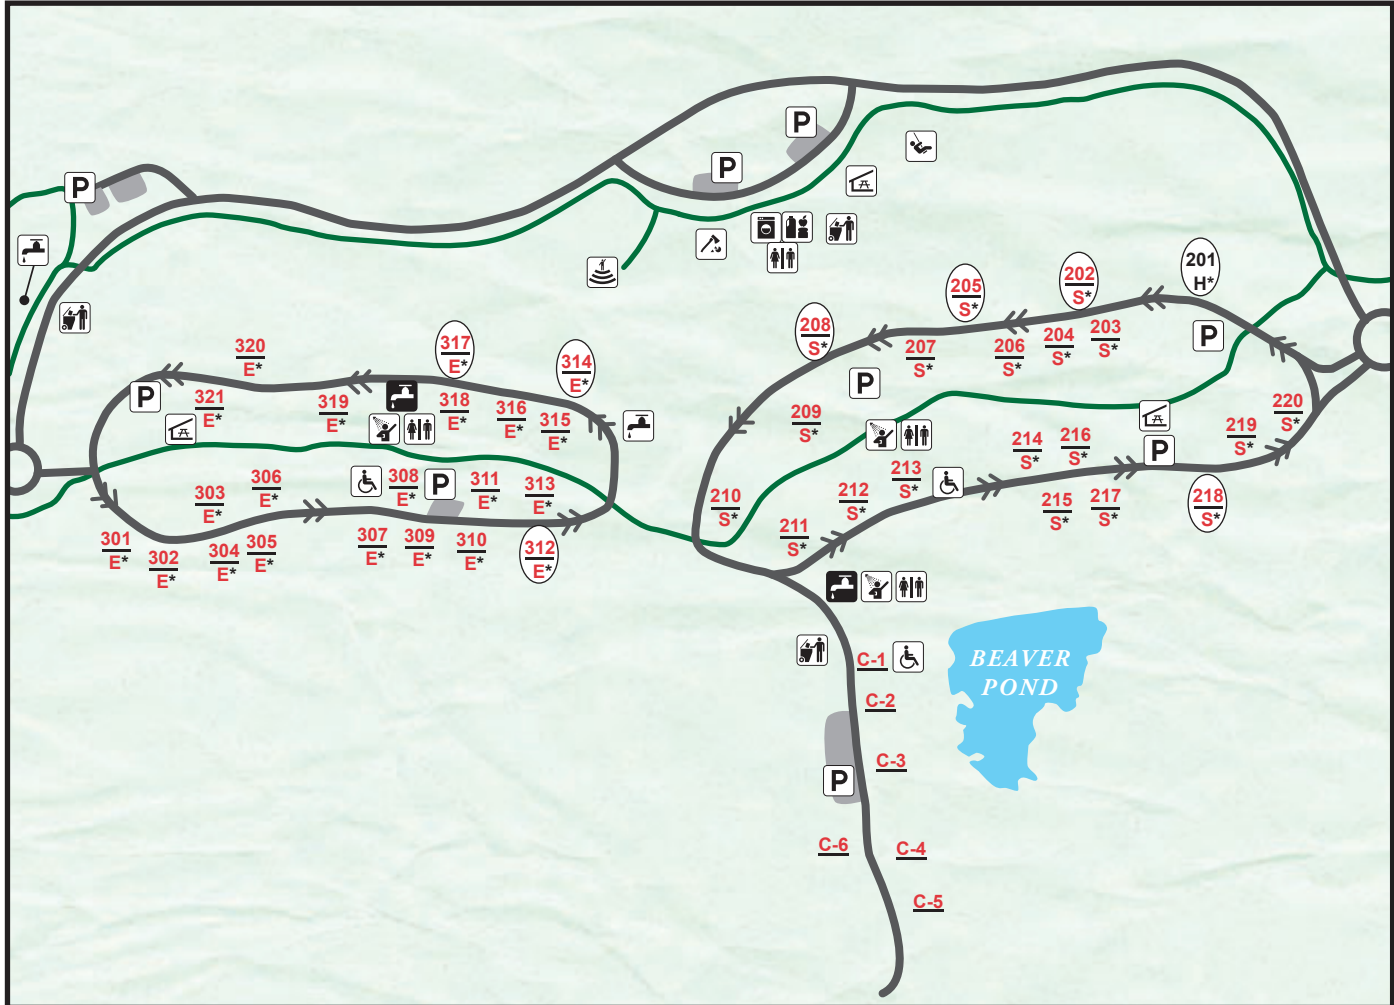 P
P
P
201
H*
202
S*
205
S*
208
S*
203
S*
204
S*
206
S*
207
S*
P
P
209
S*
210
S*
211
S*
212
S*
213
S*
214
S*
216
S*
215
S*
217
S*
P
218
S*
219
S*
220
S*
320
E*
317
E*
314
E*
P
321
E*
319
E*
318
E*
316
E*
315
E*
303
E*
306
E*
308
E*
P
311
E*
313
E*
301
E*
302
E*
304
E*
305
E*
307
E*
309
E*
310
E*
312
E*
C-1
C-2
C-3
P
C-6
C-4
C-5
BEAVER
POND